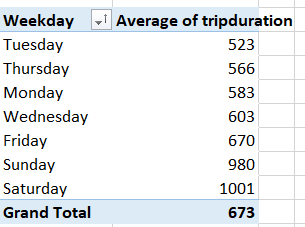 Weekday Average of tripduration
Tuesday 523
Thursday 566
Monday 583
Wednesday 603
Friday 670
Sunday 980
Saturday 1001
Grand Total 673